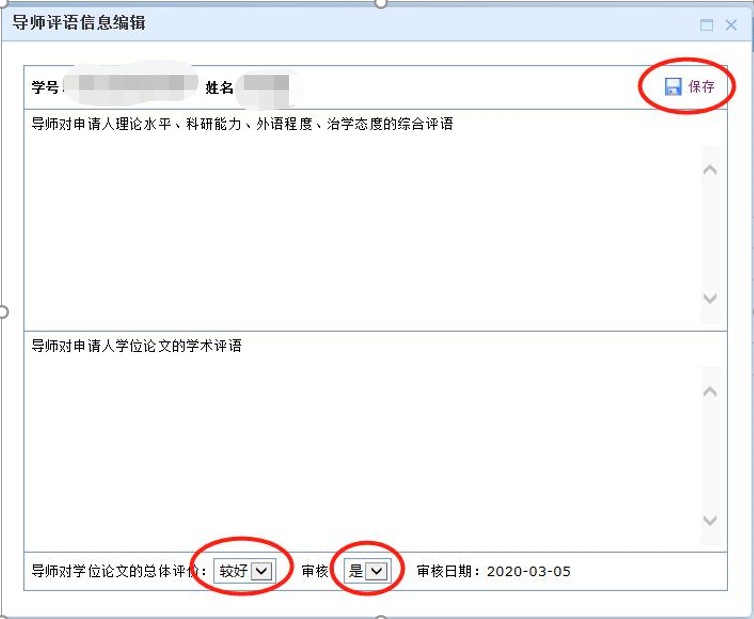 导师评语信息编辑
学号 姓名 保存
导师对申请人理论水平、科研能力、外语程度、治学态度的综合评语
导师对申请人学位论文的学术评语
导师对学位论文的总体评价： 较好 审核 是 审核日期：2020-03-05